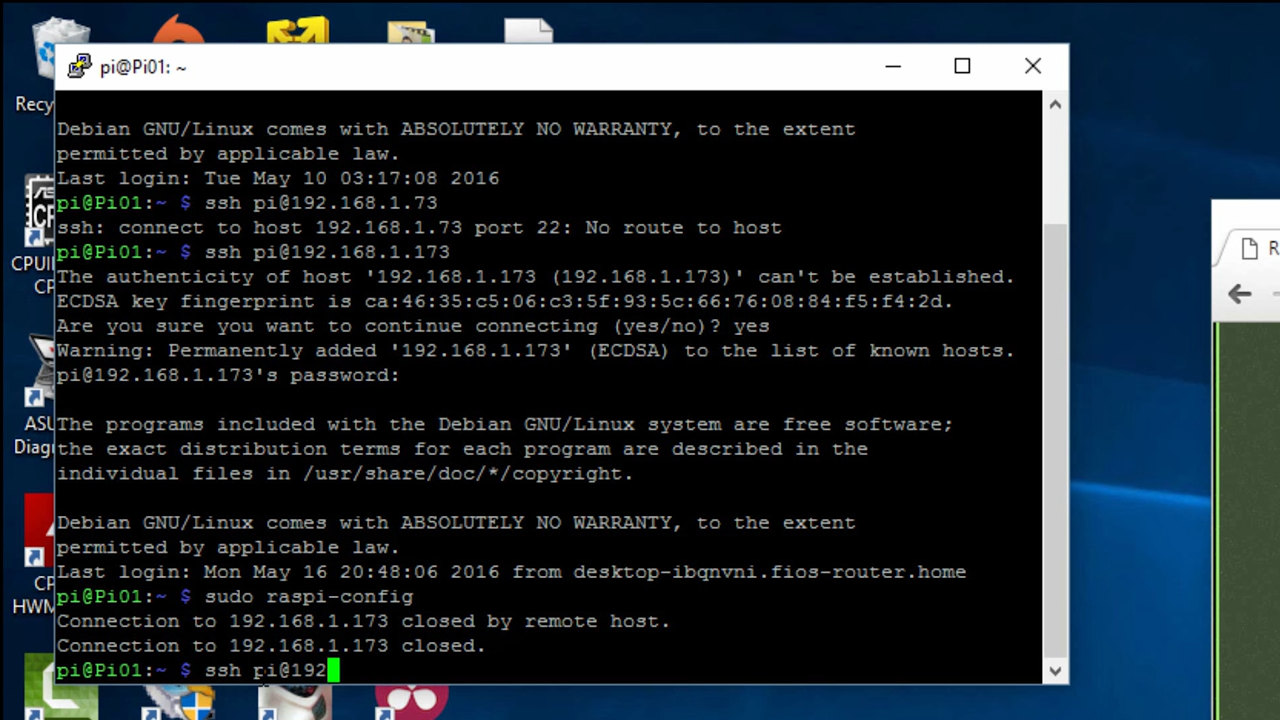 Recy
pi@Pi01: ~
Debian GNU/Linux comes with ABSOLUTELY NO WARRANTY, to the extent
permitted by applicable law.
Last login: Tue May 10 03:17:08 2016
pi@Pi01:~ $ ssh pi@192.168.1.73
ssh: connect to host 192.168.1.73 port 22: No route to host
pi@Pi01:~ $ ssh pi@192.168.1.173
The authenticity of host '192.168.1.173 (192.168.1.173)' can't be established.
ECDSA key fingerprint is ca:46:35:c5:06:c3:5f:93:5c:66:76:08:84:f5:f4:2d.
Are you sure you want to continue connecting (yes/no)? yes
Warning: Permanently added '192.168.1.173' (ECDSA) to the list of known hosts.
pi@192.168.1.173's password:
The programs included with the Debian GNU/Linux system are free software;
the exact distribution terms for each program are described in the
individual files in /usr/share/doc/*/copyright.
Debian GNU/Linux comes with ABSOLUTELY NO WARRANTY, to the extent
permitted by applicable law.
Last login: Mon May 16 20:48:06 2016 from desktop-ibqnvni.fios-router.home
pi@Pi01:~ $ sudo raspi-config
Connection to 192.168.1.173 closed by remote host.
Connection to 192.168.1.173 closed.
pi@Pi01:~ $ ssh pi@192
CPUI
CP
ASU
Diag
CP
HWM
R